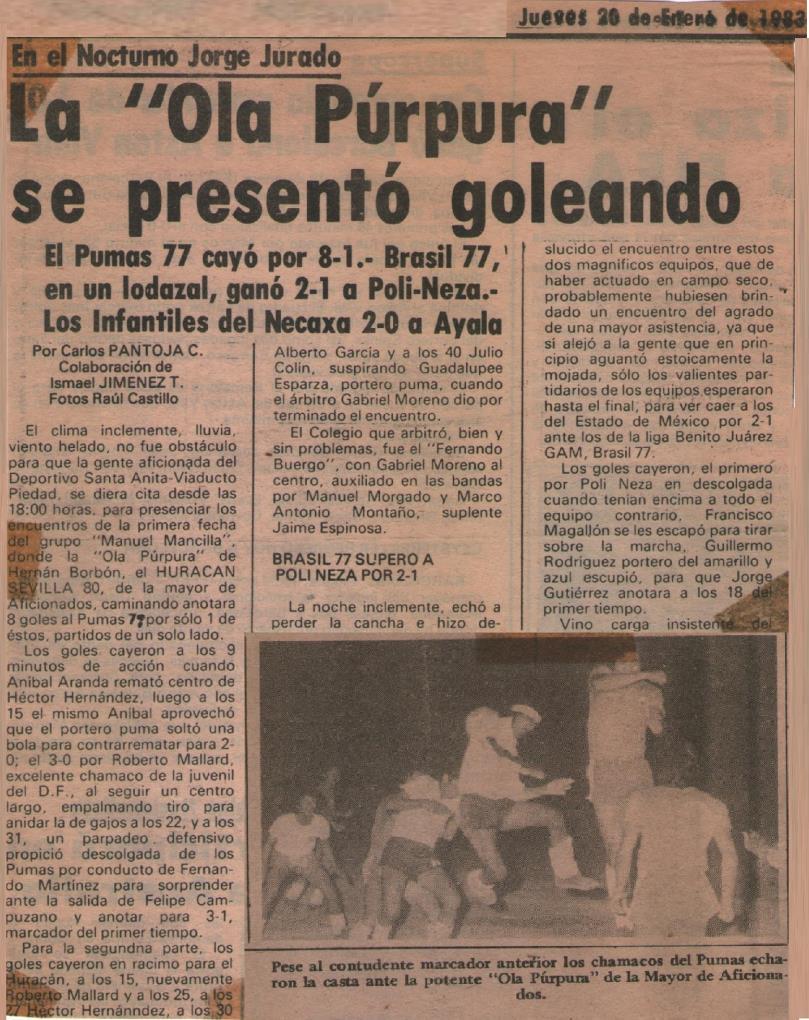 Jueves 20 de Enero de 1983
En el Nocturno Jorge Jurado
La "Ola Púrpura"
se presentó goleando
El Pumas 77 cayó por 8-1.- Brasil 77,
en un lodazal, ganó 2-1 a Poli-Neza.-
Los Infantiles del Necaxa 2-0 a Ayala
Por Carlos PANTOJA C.
Colaboración de
Ismael JIMENEZ T.
Fotos Raúl Castillo
El clima inclemente, lluvia,
viento helado, no fue obstáculo
para que la gente aficionada del
Deportivo Santa Anita-Viaducto
Piedad, se diera cita desde las
18:00 horas, para presenciar los
encuentros de la primera fecha
del grupo "Manuel Mancilla",
donde la "Ola Púrpura" de
Hernán Borbón, el HURACAN
SEVILLA '80, de la mayor de
Aficionados, caminando anotara
8 goles al Pumas 77 por sólo 1 de
éstos, partidos de un solo lado.
Los goles cayeron a los 9
minutos de acción cuando
Anibal Aranda remató centro de
Héctor Hernández, luego a los
15 el mismo Anibal aprovechó
que el portero puma soltó una
bola para contrarrematar para 2-
0; el 3-0 por Roberto Mallard,
excelente chamaco de la juvenil
del D.F., al seguir un centro
largo, empalmando tiro para
anidar la de gajos a los 22, y a los
31, un parpadeo defensivo
propició descolgada de los
Pumas por conducto de Fernan-
do Martínez para sorprender
ante la salida de Felipe Cam-
puzano y anotar para 3-1,
marcador del primer tiempo.
Para la segundna parte, los
goles cayeron en racimo para el
Huracán, a los 15, nuevamente
Roberto Mallard y a los 25, a los
27 Héctor Hernánndez, a los 30
Alberto García y a los 40 Julio
Colín, suspirando Guadalupee
Esparza, portero puma, cuando
el árbitro Gabriel Moreno dio por
terminado el encuentro.
El Colegio que arbitró, bien y
sin problemas, fue el "Fernando
Buergo", con Gabriel Moreno al
centro, auxiliado en las bandas
por Manuel Morgado y Marco
Antonio Montaño, suplente
Jaime Espinosa.
BRASIL 77 SUPERO A
POLI NEZA POR 2-1
La noche inclemente, echó a
perder la cancha e hizo de-
slucido el encuentro entre estos
dos magníficos equipos, que de
haber actuado en campo seco,
probablemente hubiesen brin-
dado un encuentro del agrado
de una mayor asistencia, ya que
si alejó a la gente que en prin-
cipio aguantó estoicamente la
mojada, sólo los valientes par-
tidarios de los equipos esperaron
hasta el final, para ver caer a los
del Estado de México por 2-1
ante los de la liga Benito Juárez
GAM, Brasil 77.
Los goles cayeron, el primero
por Poli Neza en descolgada
cuando tenían encima a todo el
equipo contrario, Francisco
Magallón se les escapó para tirar
sobre la marcha, Guillermo
Rodriguez portero del amarillo y
azul escupió, para que Jorge
Gutiérrez anotara a los 18 del
primer tiempo.
Vino carga insistente del
Pese al contudente marcador anterior los chamacos del Pumas echa-
ron la casta ante la potente "Ola Púrpura" de la Mayor de Aficiona-
dos.